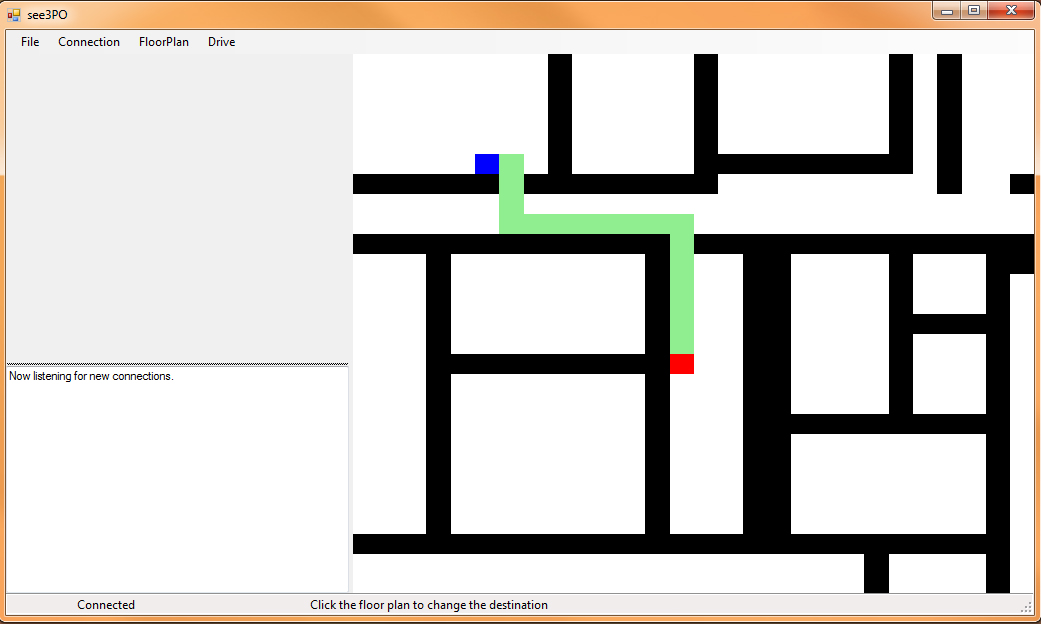 see3PO
File Connection FloorPlan Drive
Now listening for new connections.
Connected Click the floor plan to change the destination